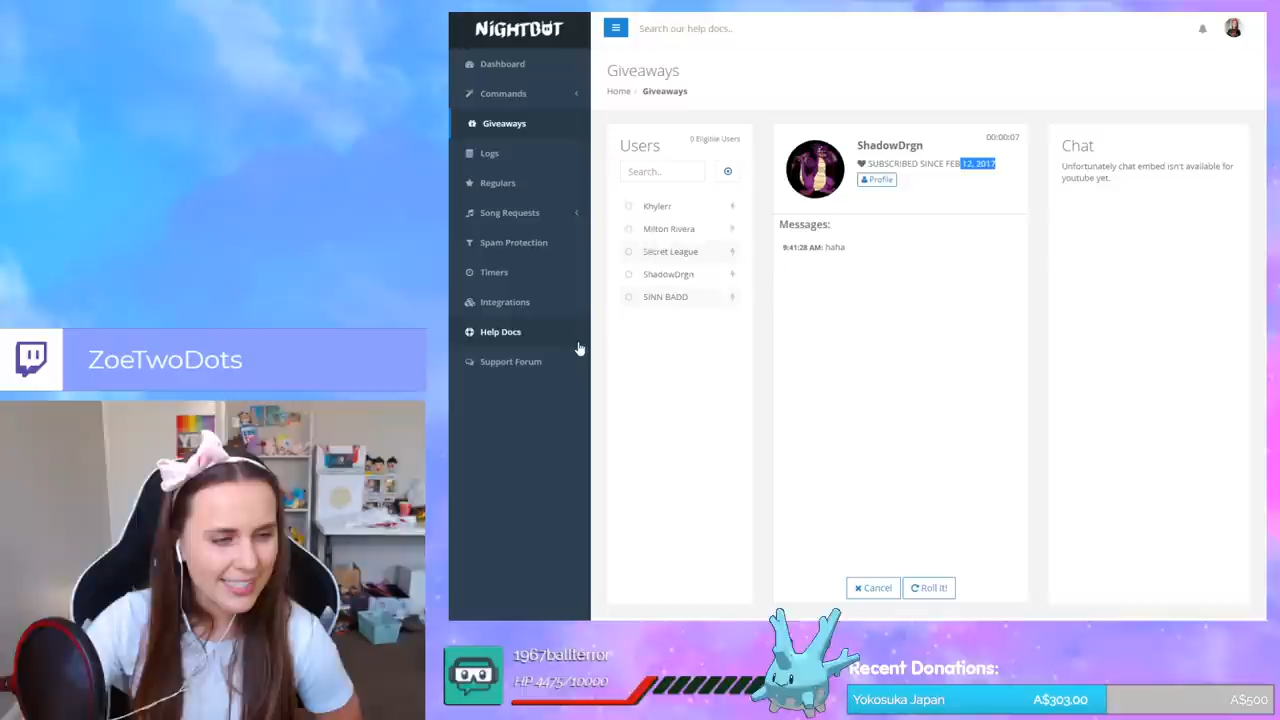 NIGHTBOT
Search our help docs..
Dashboard
Commands
Giveaways
Logs
Regulars
Song Requests
Spam Protection
Timers
Integrations
Help Docs
Support Forum
Giveaways
Home / Giveaways
Users
0 Eligible Users
Search..
Khylerr
Milton Rivera
Secret League
ShadowDrgn
SINN BADD
00:00:07
ShadowDrgn
SUBSCRIBED SINCE FEB 12, 2017
Profile
Messages:
9:41:28 AM: haha
Cancel
Roll it!
Chat
Unfortunately chat embed isn't available for
youtube yet.
ZoeTwoDots
1967ballterror
HP 4475/10000
Recent Donations:
Yokosuka Japan
A$303.00
A$500